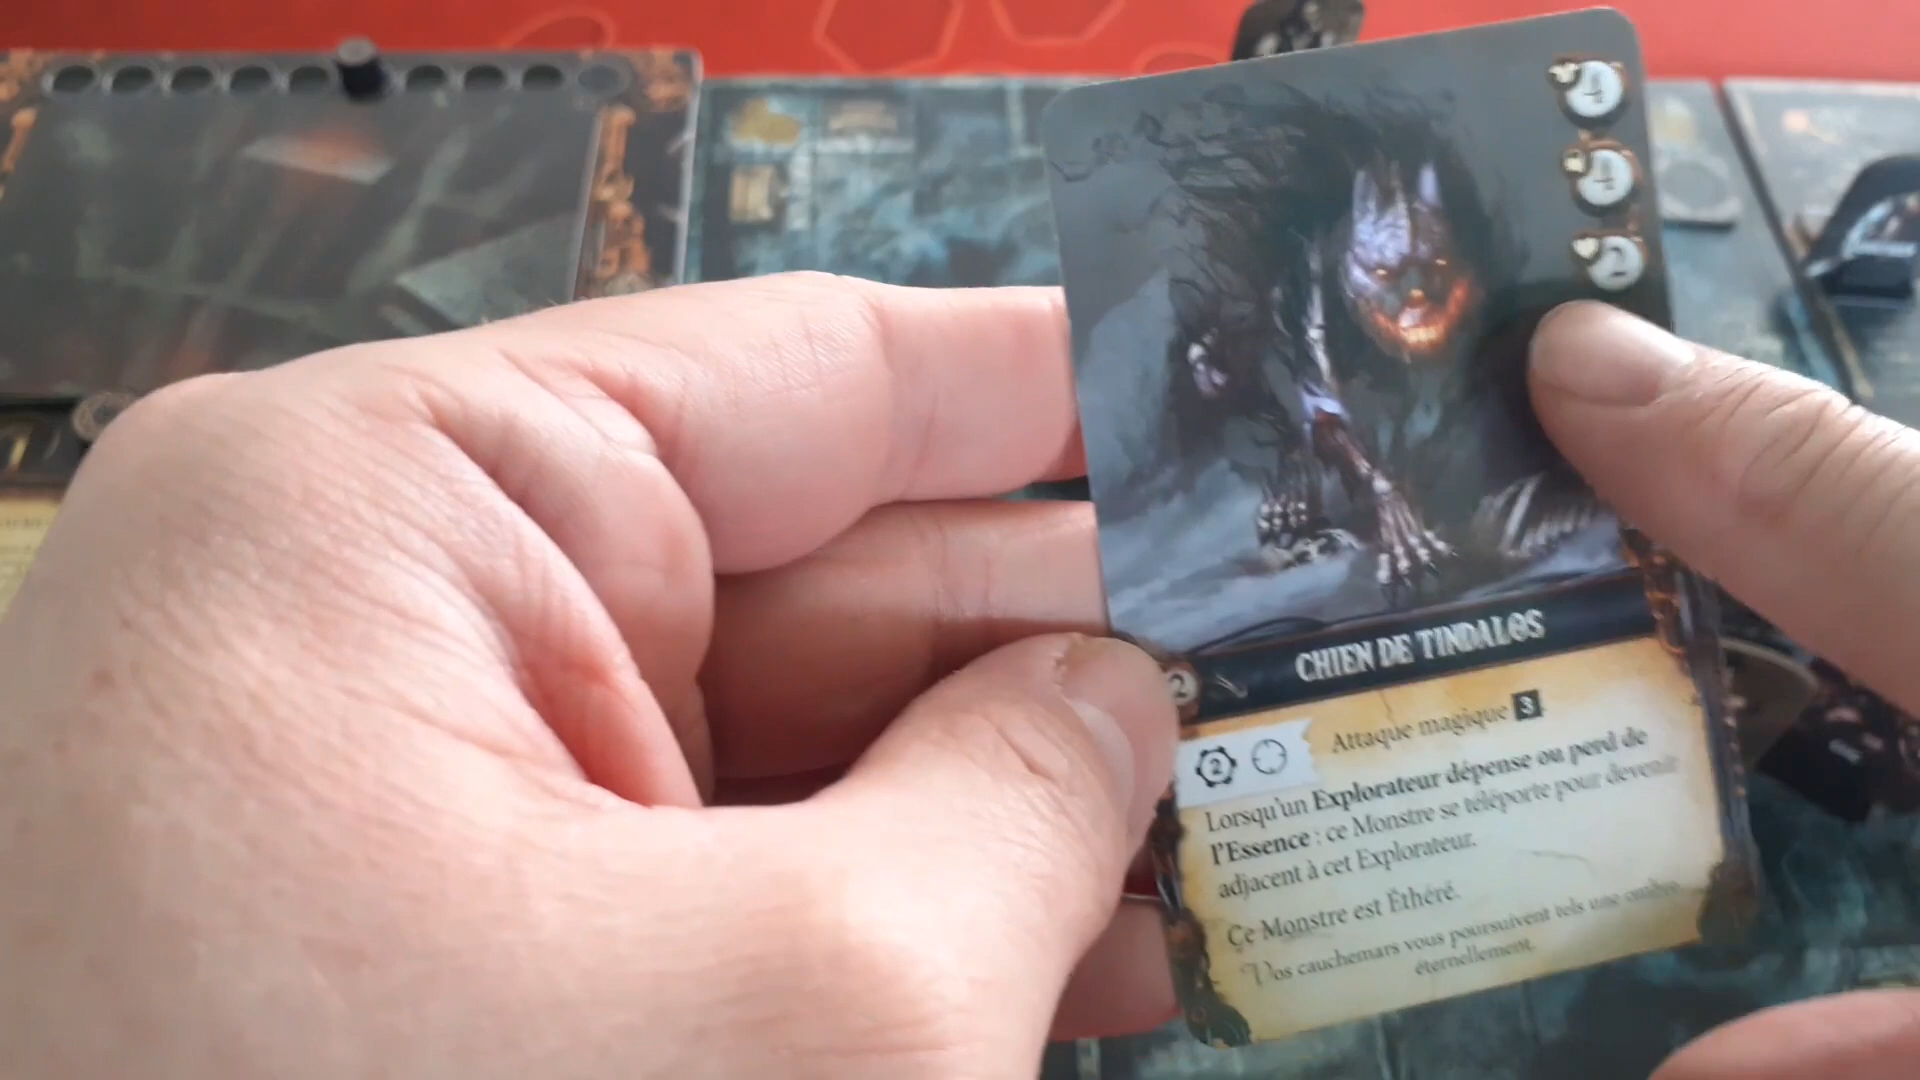 4
4
2
CHIEN DE TINDALOS
2
Attaque magique 3
2
Lorsqu'un Explorateur dépense ou perd de
l'Essence : ce Monstre se téléporte pour devenir
adjacent à cet Explorateur.
Ce Monstre est Éthéré.
Vos cauchemars vous poursuivent tels une ombre,
éternellement.